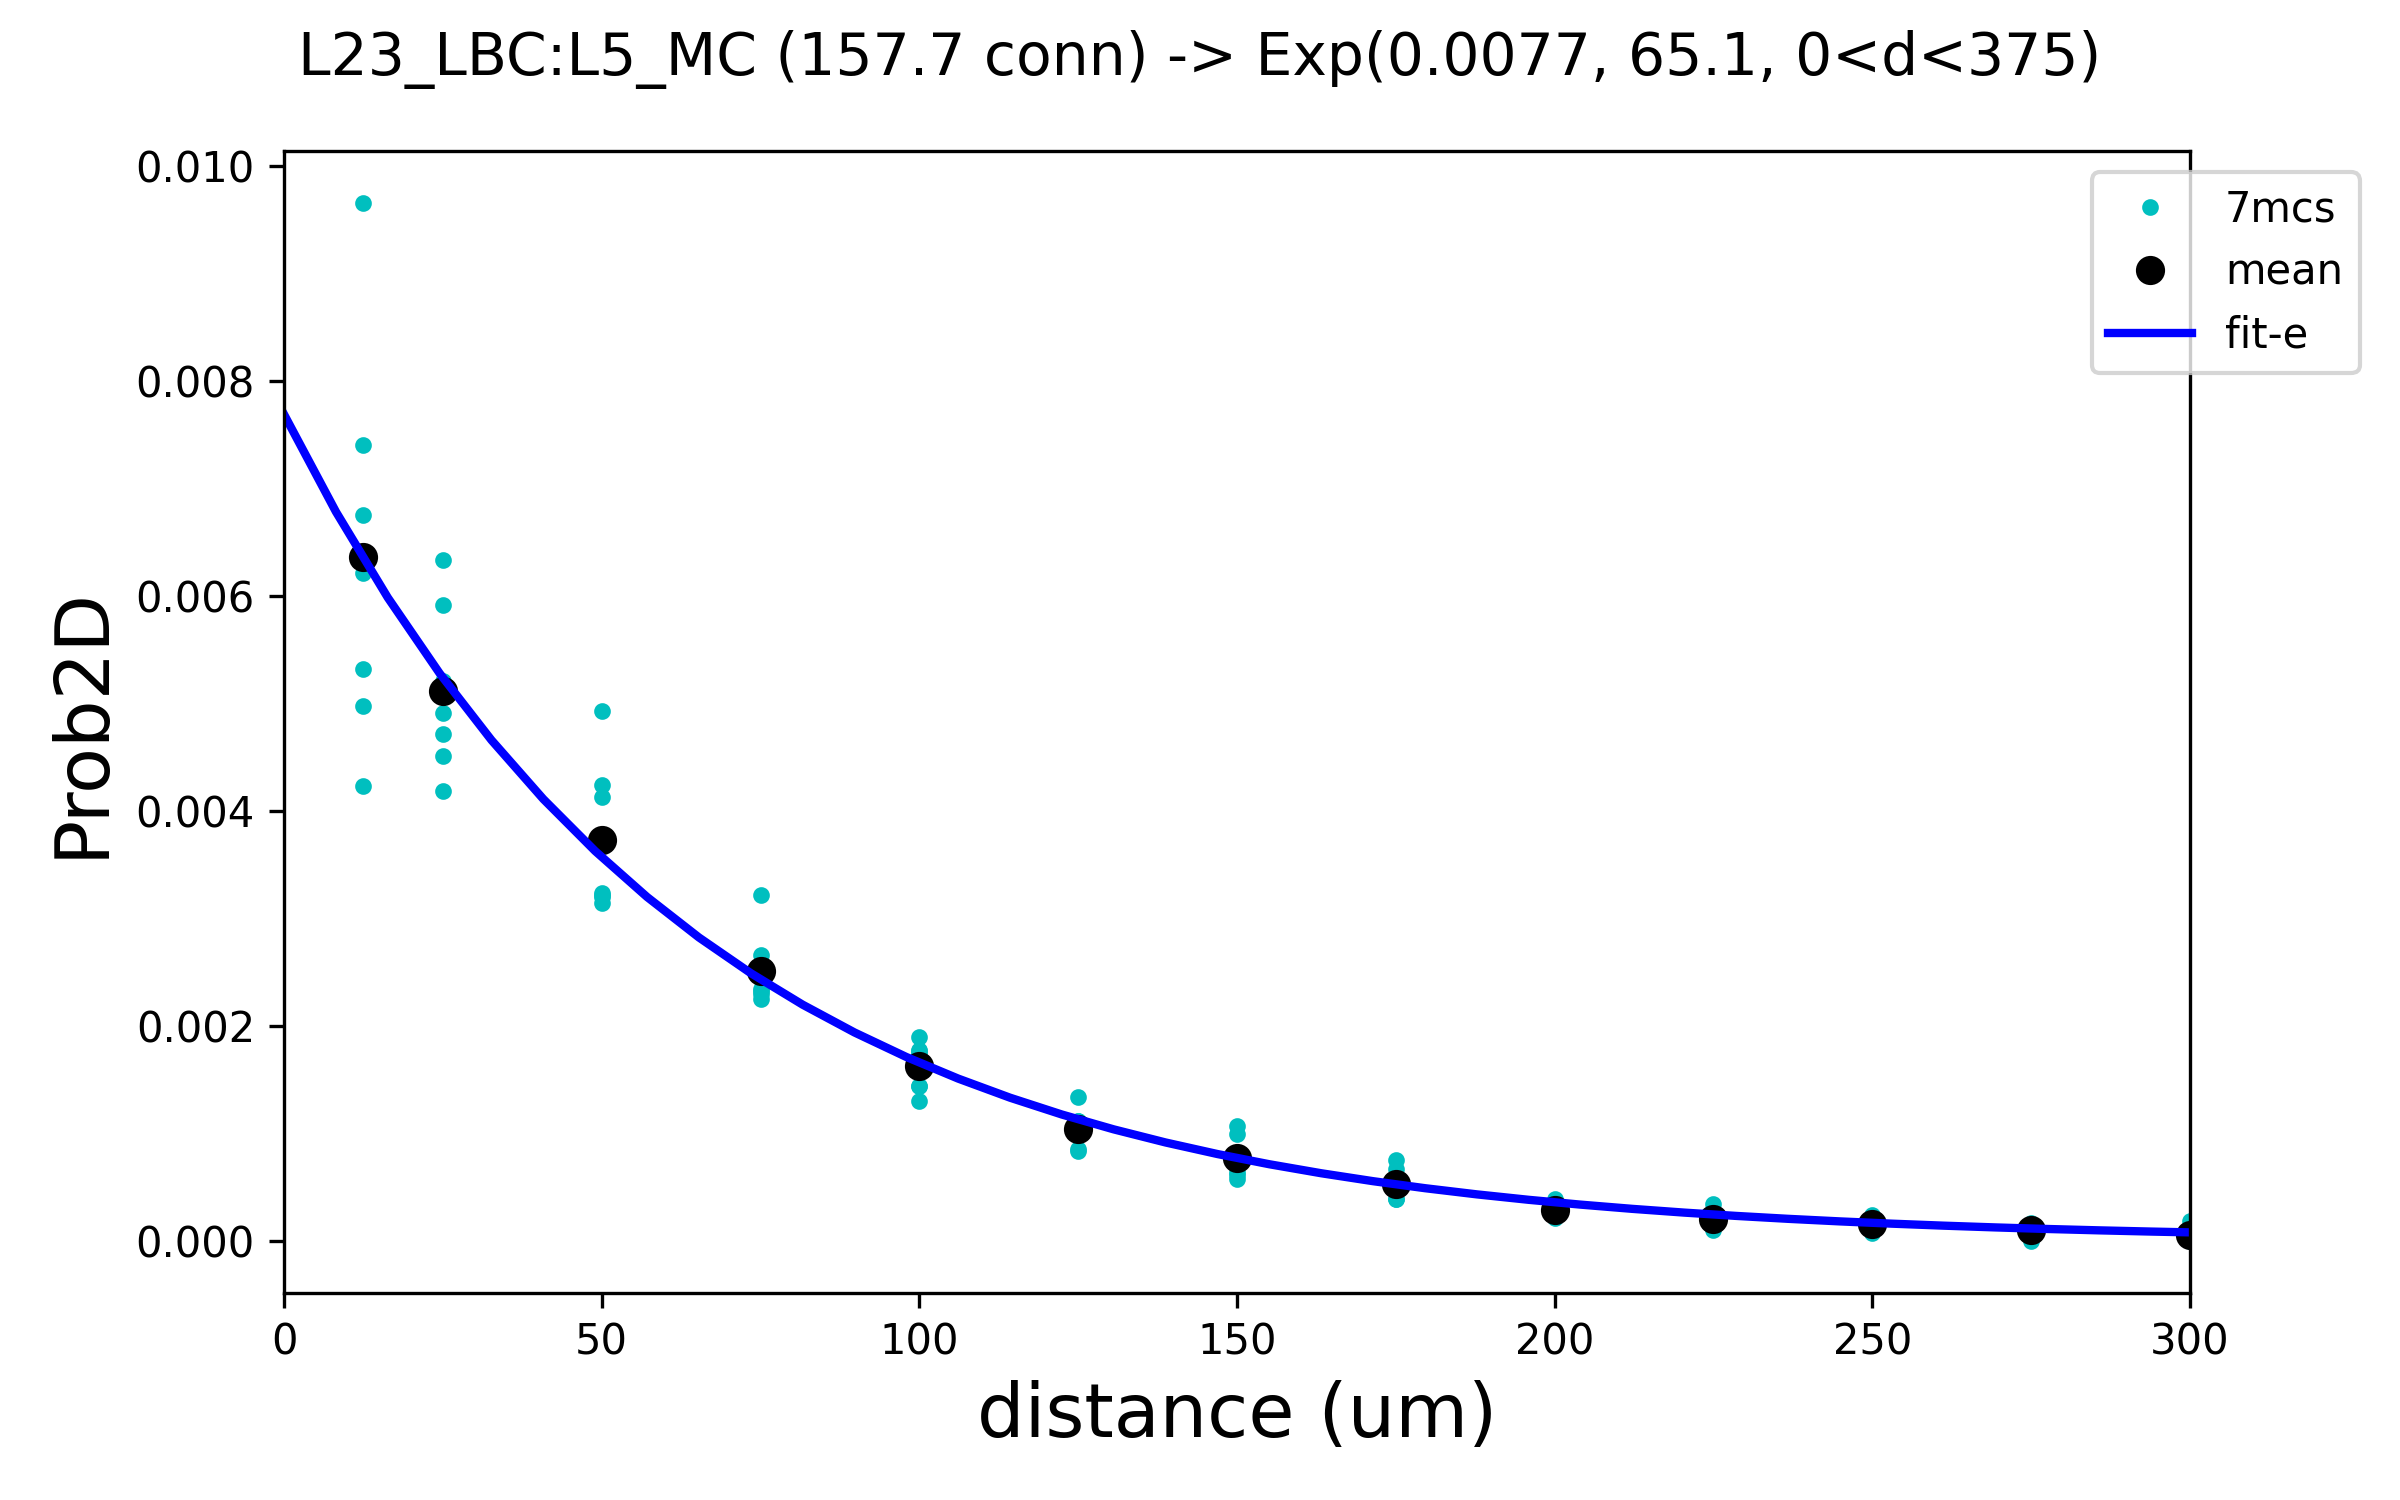 L23_LBC:L5_MC (157.7 conn) -> Exp(0.0077, 65.1, 0<d<375)
7mcs
mean
fit-e
Prob2D
0.010
0.008
0.006
0.004
0.002
0.000
0 50 100 150 200 250 300
distance (um)